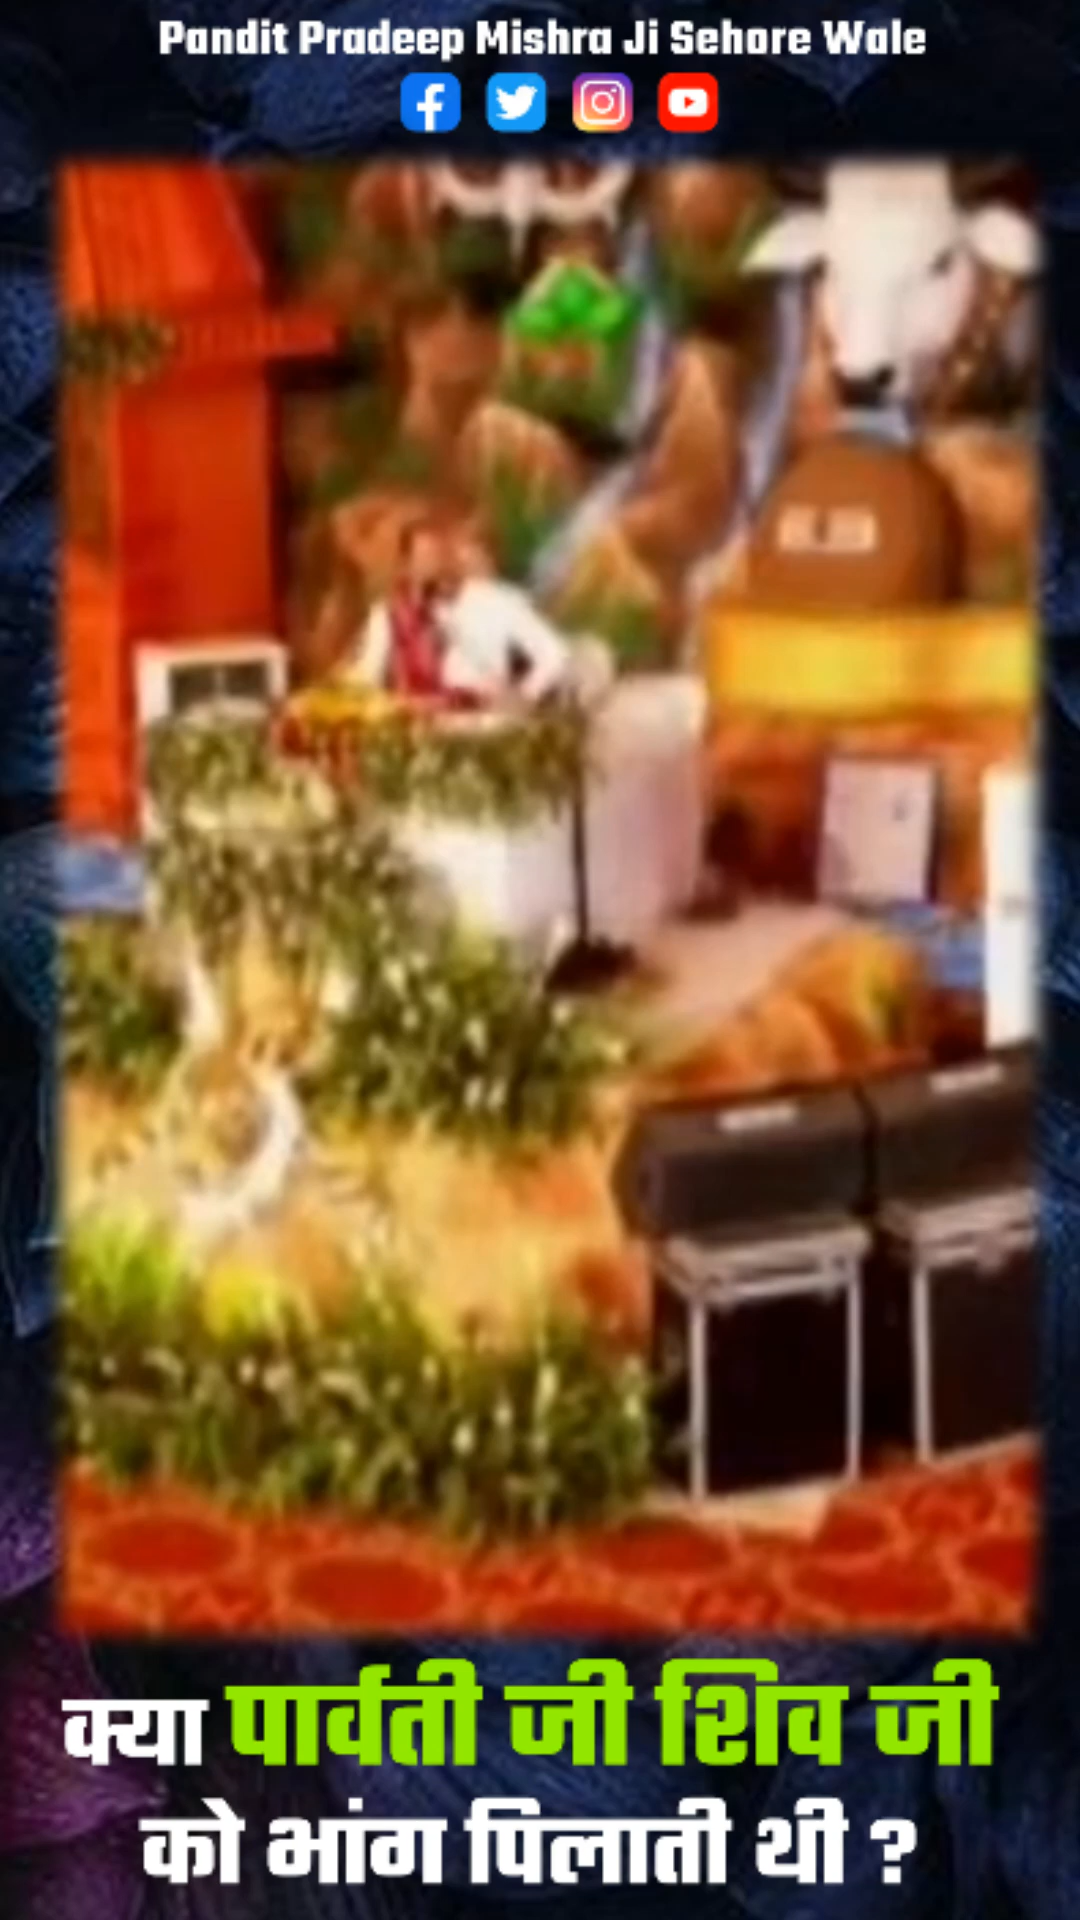 Pandit Pradeep Mishra Ji Sehore Wale
क्या पार्वती जी शिव जी
को भांग पिलाती थी ?